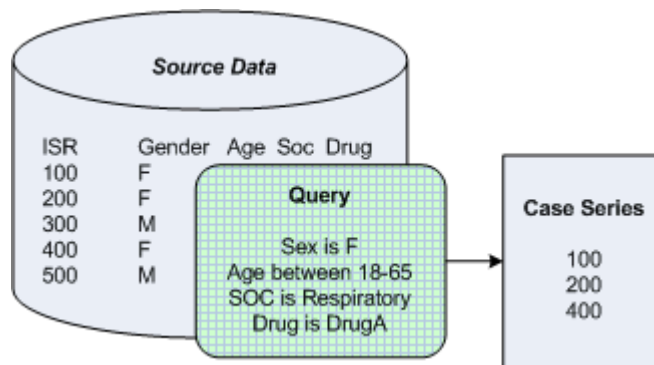 Source Data
ISR Gender Age Soc Drug
100 F
200 F
300 M
400 F
500 M
Query
Sex is F
Age between 18-65
SOC is Respiratory
Drug is DrugA
Case Series
100
200
400